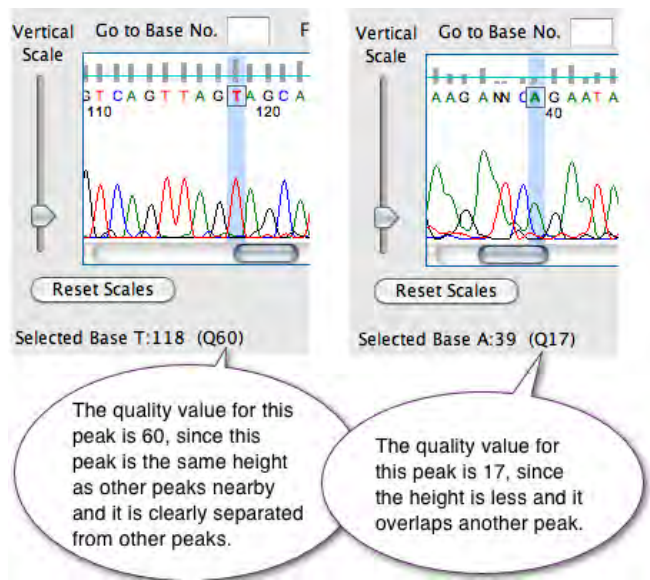 Vertical Scale
Go to Base No.
F
GTCAGTTAGTAGCA
110
120
Reset Scales
Selected Base T:118 (Q60)
The quality value for this
peak is 60, since this
peak is the same height
as other peaks nearby
and it is clearly separated
from other peaks.
Vertical Scale
Go to Base No.
AAGANNCAGAATA
40
Reset Scales
Selected Base A:39 (Q17)
The quality value for
this peak is 17, since
the height is less and it
overlaps another peak.